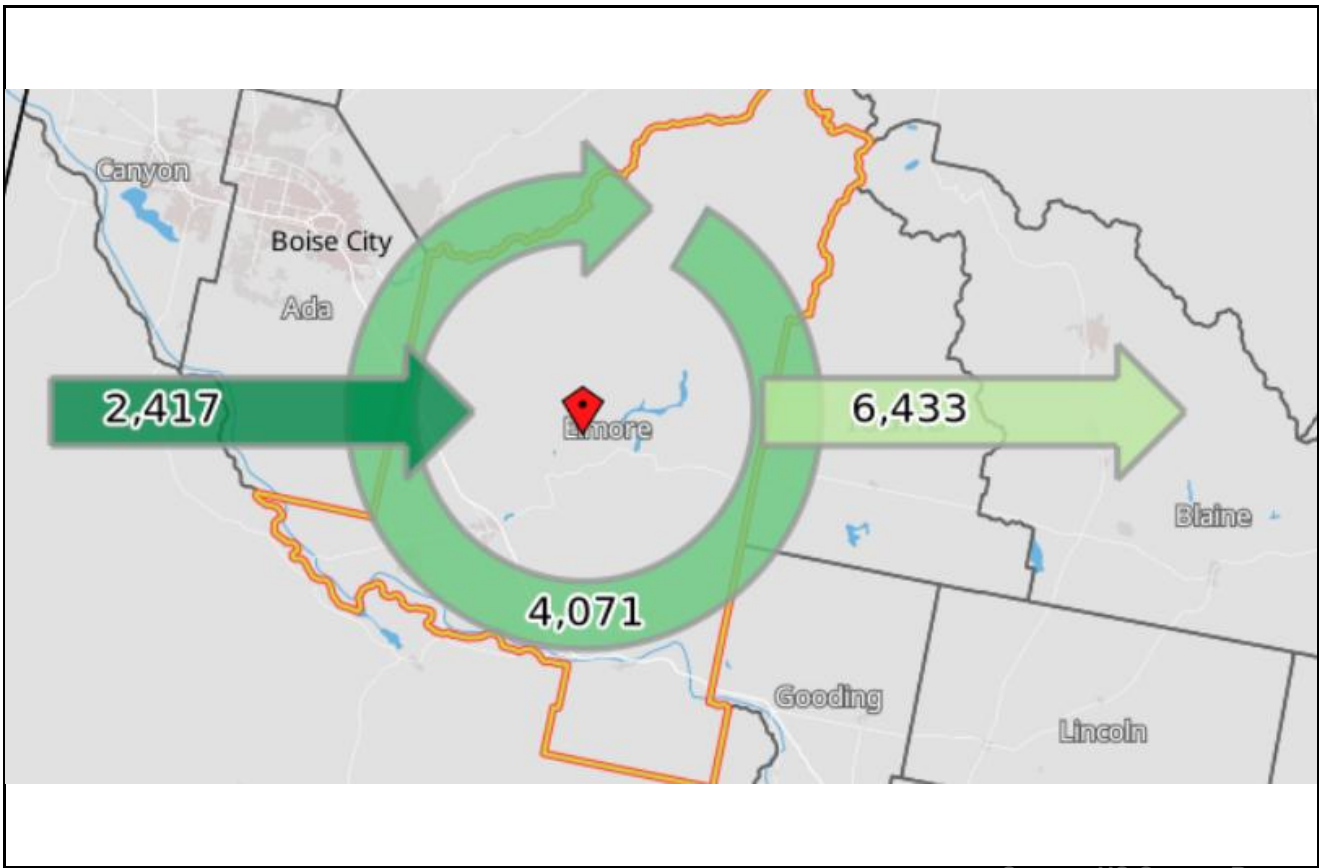 Canyon
Boise City
Ada
2,417
Elmore
6,433
Blaine
4,071
Gooding
Lincoln